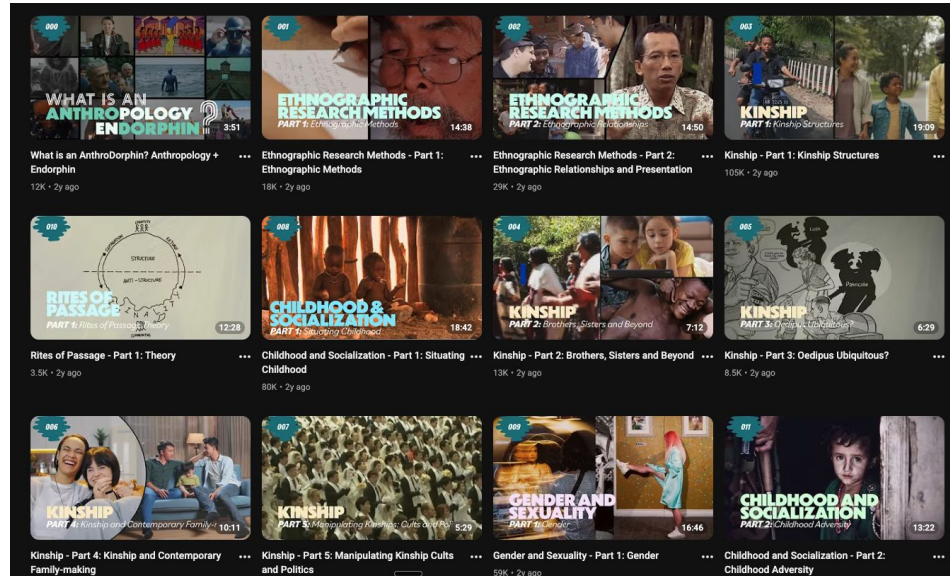 000
WHAT IS AN
ANTHROPOLOGY
ENDORPHIN ?
3:51
What is an AnthroDorphin? Anthropology +
Endorphin
12K • 2y ago
001
ETHNOGRAPHIC
RESEARCH METHODS
PART 1: Ethnographic Methods
14:38
Ethnographic Research Methods - Part 1:
Ethnographic Methods
18K • 2y ago
002
ETHNOGRAPHIC
RESEARCH METHODS
PART 2: Ethnographic Relationships
14:50
Ethnographic Research Methods - Part 2:
Ethnographic Relationships and Presentation
29K • 2y ago
003
KINSHIP
PART 1: Kinship Structures
19:09
Kinship - Part 1: Kinship Structures
105K • 2y ago
010
STRUCTURE
ANTI-STRUCTURE
RITES OF
PASSAGE
PART 1: Rites of Passage Theory
12:28
Rites of Passage - Part 1: Theory
3.5K • 2y ago
008
CHILDHOOD &
SOCIALIZATION
PART 1: Situating Childhood
18:42
Childhood and Socialization - Part 1: Situating
Childhood
80K • 2y ago
004
KINSHIP
PART 2: Brothers, Sisters and Beyond
7:12
Kinship - Part 2: Brothers, Sisters and Beyond
13K • 2y ago
005
KINSHIP
PART 3: Oedipus Ubiquitous?
6:29
Kinship - Part 3: Oedipus Ubiquitous?
8.5K • 2y ago
006
KINSHIP
PART 4: Kinship and Contemporary Family-
10:11
Kinship - Part 4: Kinship and Contemporary
Family-making
007
KINSHIP
PART 5: Manipulating Kinships: Cults and Pol
5:29
Kinship - Part 5: Manipulating Kinship Cults
and Politics
009
GENDER AND
SEXUALITY
PART 1: Gender
16:46
Gender and Sexuality - Part 1: Gender
59K • 2y ago
011
CHILDHOOD AND
SOCIALIZATION
PART 2: Childhood Adversity
13:22
Childhood and Socialization - Part 2:
Childhood Adversity